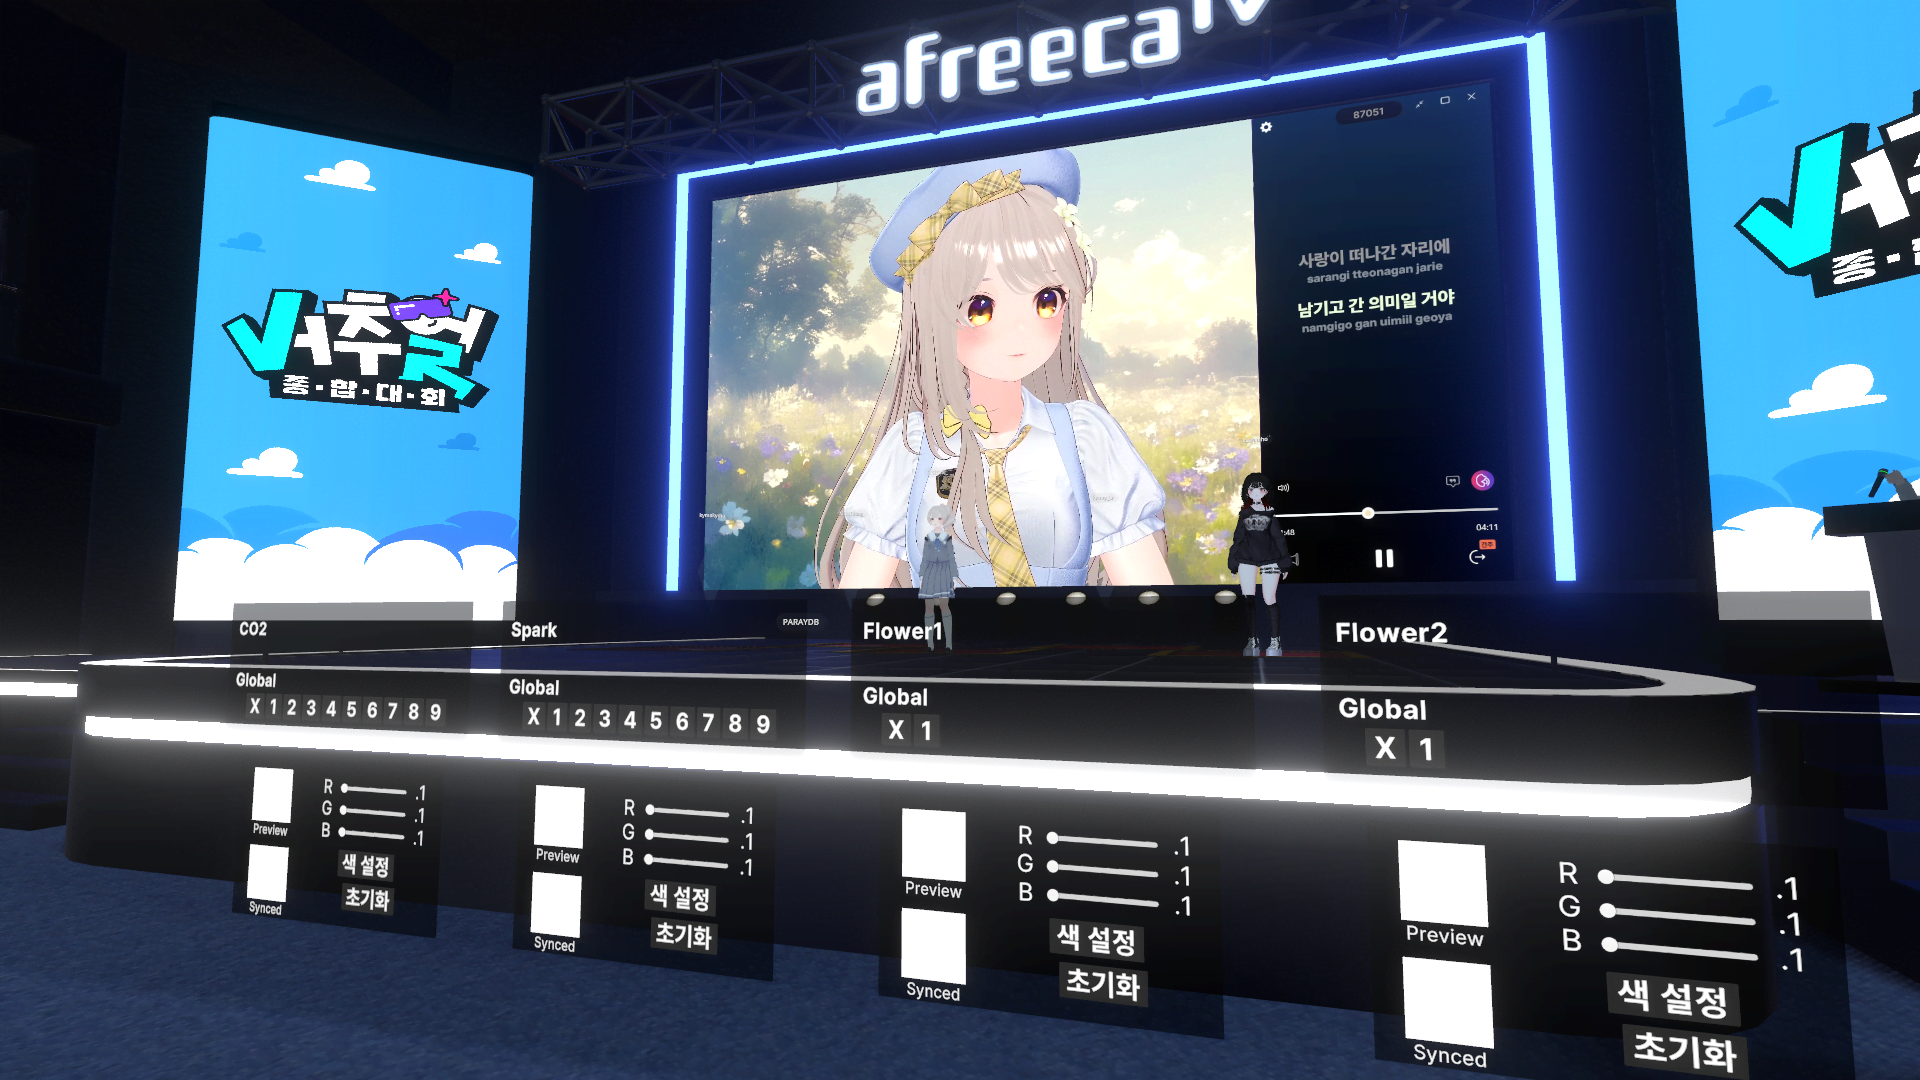 afreecaTV
87051
버추얼
종·합·대·회
사랑이 떠나간 자리에
sarangi tteonagan jarie
남기고 간 의미일 거야
namgigo gan uimiil geoya
04:11
간주
PARAYDB
CO2
Global
X 1 2 3 4 5 6 7 8 9
R .1
G .1
B .1
Preview
색 설정
초기화
Synced
Spark
Global
X 1 2 3 4 5 6 7 8 9
R .1
G .1
B .1
Preview
색 설정
초기화
Synced
Flower1
Global
X 1
R .1
G .1
B .1
Preview
색 설정
초기화
Synced
Flower2
Global
X 1
R .1
G .1
B .1
Preview
색 설정
초기화
Synced